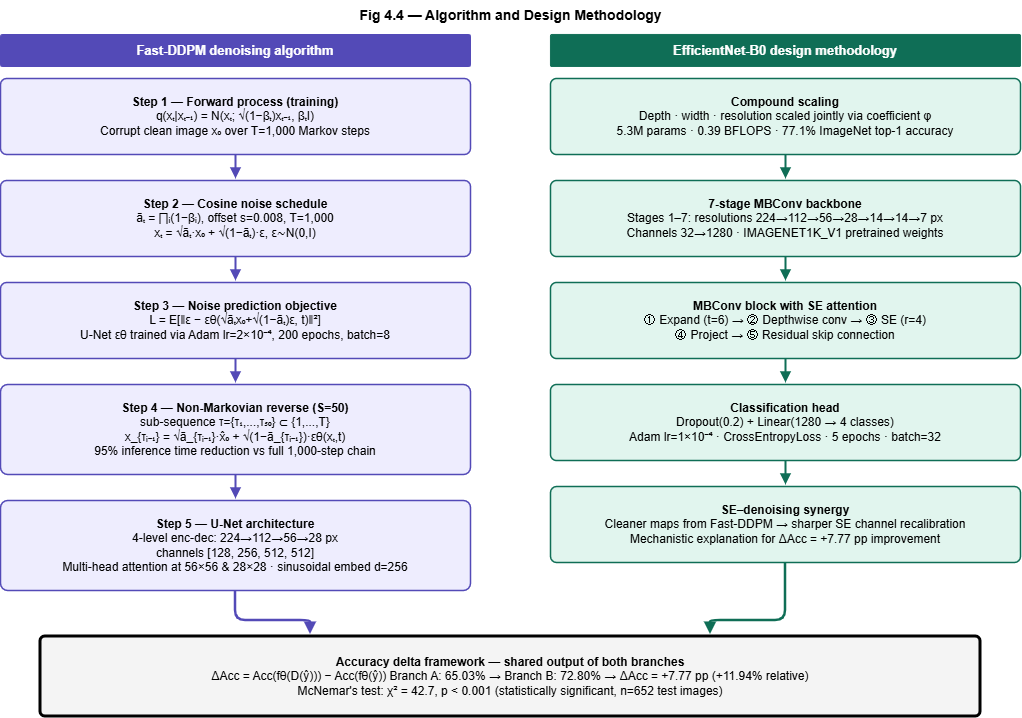 Fig 4.4 — Algorithm and Design Methodology
Fast-DDPM denoising algorithm
Step 1 — Forward process (training)
q(xₜ|xₜ₋₁) = N(xₜ; √(1−βₜ)xₜ₋₁, βₜI)
Corrupt clean image x₀ over T=1,000 Markov steps
Step 2 — Cosine noise schedule
āₜ = ∏ᵢ(1−βᵢ), offset s=0.008, T=1,000
xₜ = √āₜ·x₀ + √(1−āₜ)·ε, ε~N(0,I)
Step 3 — Noise prediction objective
L = E[‖ε − εθ(√āₜx₀+√(1−āₜ)ε, t)‖²]
U-Net εθ trained via Adam lr=2×10⁻⁴, 200 epochs, batch=8
Step 4 — Non-Markovian reverse (S=50)
sub-sequence τ={τ₁,...,τ₅₀} ⊂ {1,...,T}
x_{τᵢ₋₁} = √ā_{τᵢ₋₁}·x̂₀ + √(1−ā_{τᵢ₋₁})·εθ(xₜ,t)
95% inference time reduction vs full 1,000-step chain
Step 5 — U-Net architecture
4-level enc-dec: 224→112→56→28 px
channels [128, 256, 512, 512]
Multi-head attention at 56×56 & 28×28 · sinusoidal embed d=256
EfficientNet-B0 design methodology
Compound scaling
Depth · width · resolution scaled jointly via coefficient φ
5.3M params · 0.39 BFLOPS · 77.1% ImageNet top-1 accuracy
7-stage MBConv backbone
Stages 1–7: resolutions 224→112→56→28→14→14→7 px
Channels 32→1280 · IMAGENET1K_V1 pretrained weights
MBConv block with SE attention
① Expand (t=6) → ② Depthwise conv → ③ SE (r=4)
④ Project → ⑤ Residual skip connection
Classification head
Dropout(0.2) + Linear(1280 → 4 classes)
Adam lr=1×10⁻⁴ · CrossEntropyLoss · 5 epochs · batch=32
SE–denoising synergy
Cleaner maps from Fast-DDPM → sharper SE channel recalibration
Mechanistic explanation for ΔAcc = +7.77 pp improvement
Accuracy delta framework — shared output of both branches
ΔAcc = Acc(fθ(D(ŷ))) − Acc(fθ(ŷ)) Branch A: 65.03% → Branch B: 72.80% → ΔAcc = +7.77 pp (+11.94% relative)
McNemar's test: χ² = 42.7, p < 0.001 (statistically significant, n=652 test images)